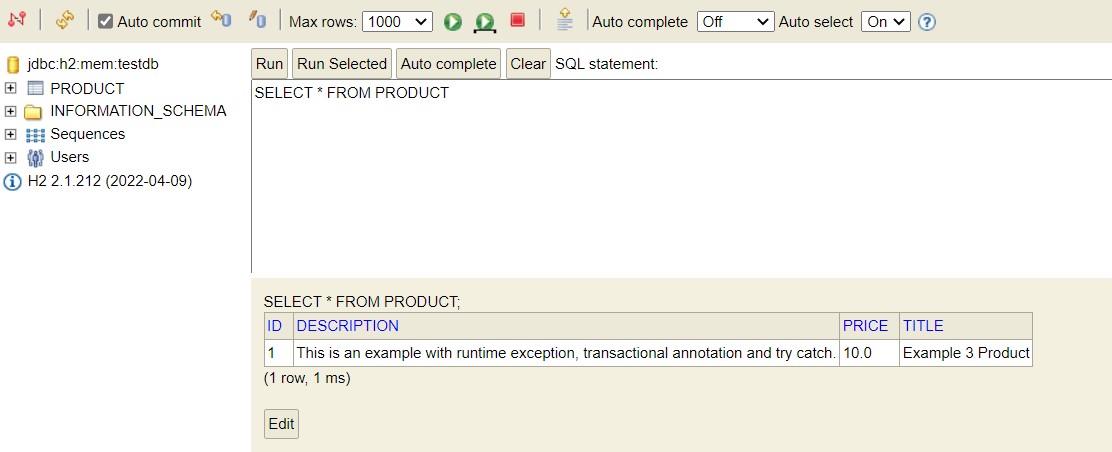 Auto commit Max rows: 1000 Auto complete Off Auto select On ?
jdbc:h2:mem:testdb
PRODUCT
INFORMATION_SCHEMA
Sequences
Users
H2 2.1.212 (2022-04-09)
Run Run Selected Auto complete Clear SQL statement:
SELECT * FROM PRODUCT
SELECT * FROM PRODUCT;
ID DESCRIPTION PRICE TITLE
1 This is an example with runtime exception, transactional annotation and try catch. 10.0 Example 3 Product
(1 row, 1 ms)
Edit